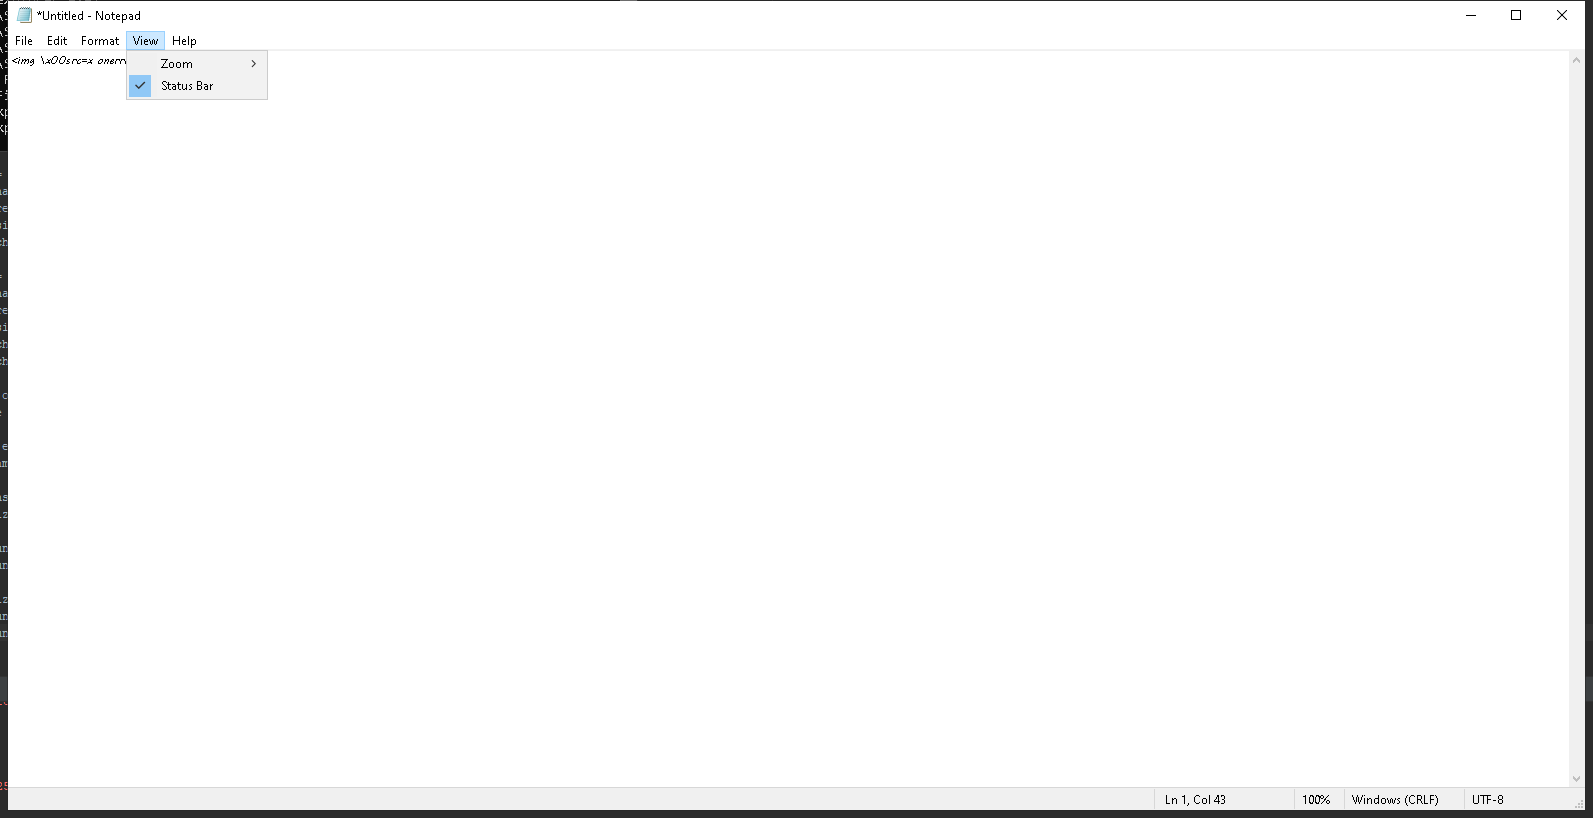 *Untitled - Notepad
File Edit Format View Help
<img \x00src=x onerr
Zoom
Status Bar
Ln 1, Col 43 100% Windows (CRLF) UTF-8